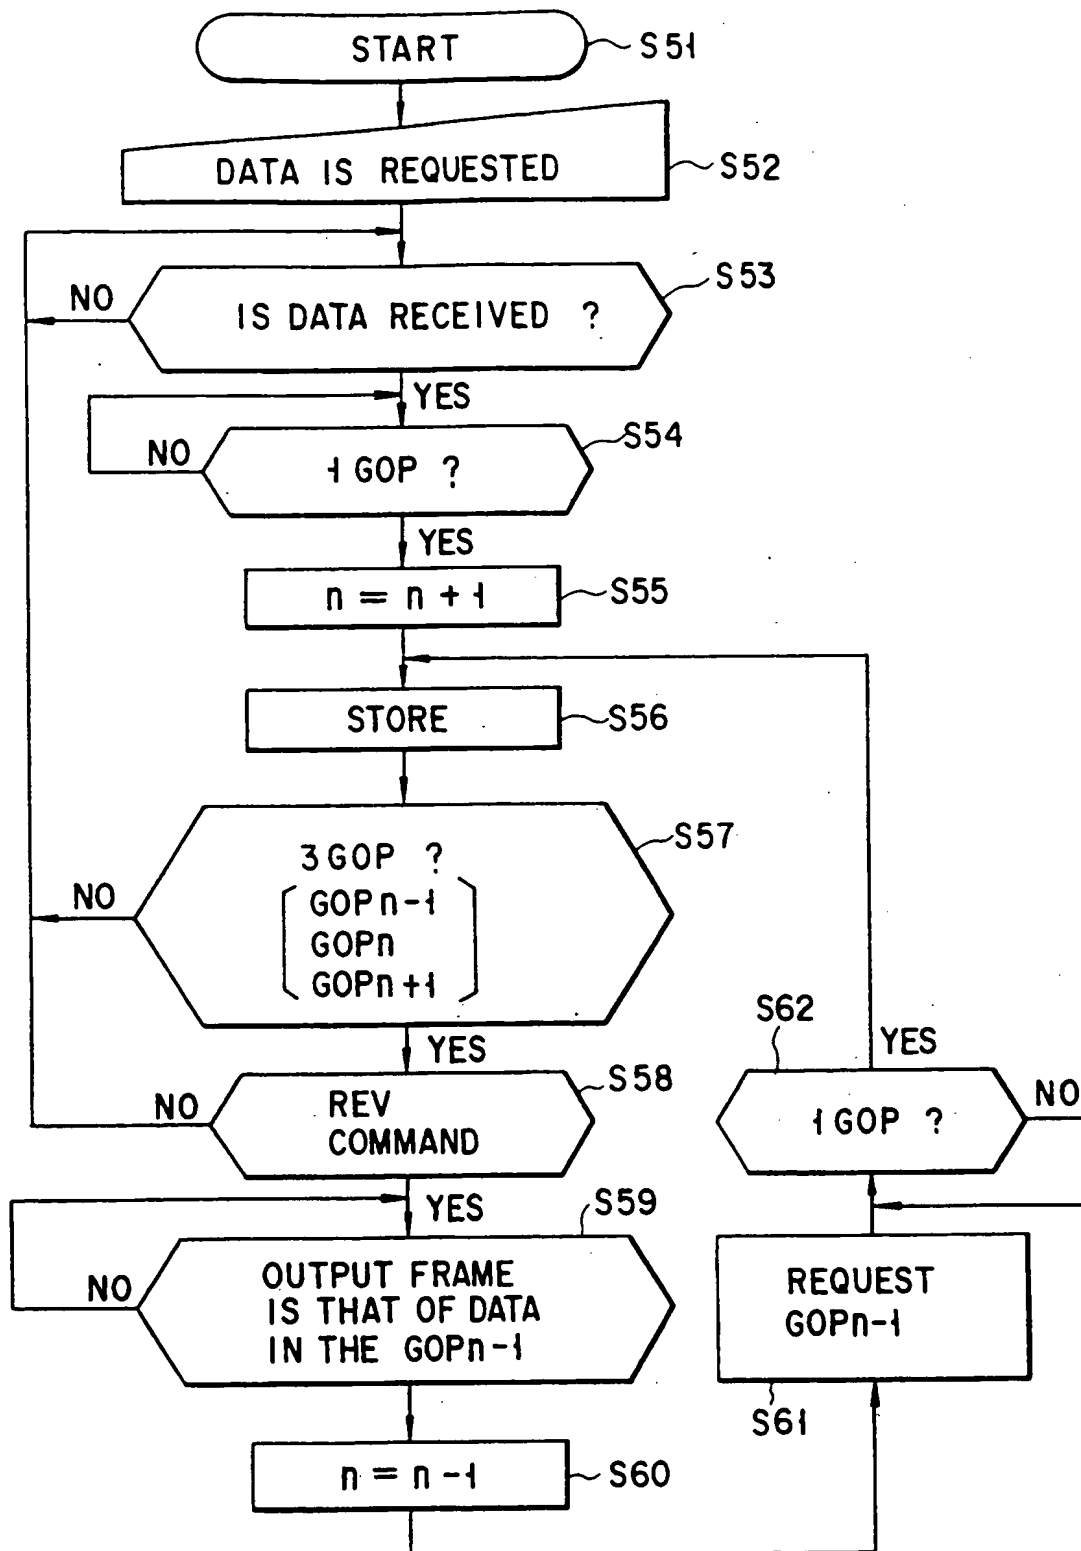 START
S51
DATA IS REQUESTED
S52
S53
NO
IS DATA RECEIVED ?
YES
S54
NO
1 GOP ?
YES
n = n + 1
S55
STORE
S56
S57
3 GOP ?
NO
GOPn-1
GOPn
GOPn+1
YES
S58
NO
REV
COMMAND
YES
S59
NO
OUTPUT FRAME
IS THAT OF DATA
IN THE GOPn-1
n = n - 1
S60
S62
YES
NO
1 GOP ?
REQUEST
GOPn-1
S61